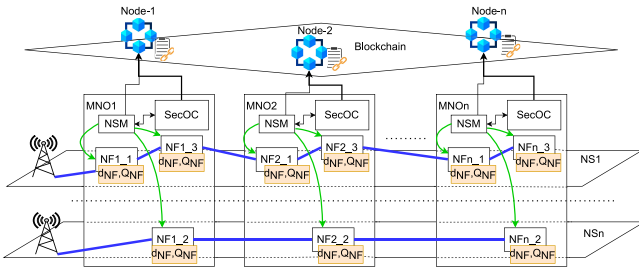 Node-1
Node-2
Node-n
Blockchain
MNO1
NSM
SecOC
NF1_1
dNF,QNF
NF1_3
dNF,QNF
MNO2
NSM
SecOC
NF2_1
dNF,QNF
NF2_3
dNF,QNF
.........
MNOn
NSM
SecOC
NFn_1
dNF,QNF
NFn_3
dNF,QNF
NS1
NF1_2
dNF,QNF
NF2_2
dNF,QNF
NFn_2
dNF,QNF
NSn